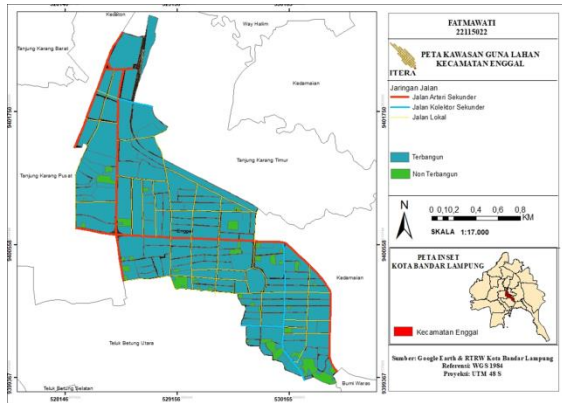 Kedaton
Way Halim
Tanjung Karang Barat
Kedamaian
Tanjung Karang Timur
Tanjung Karang Pusat
Enggal
Kedamaian
Teluk Betung Utara
Teluk Betung Selatan
Bumi Waras
FATMAWATI
22115022
ITERA
PETA KAWASAN GUNA LAHAN
KECAMATAN ENGGAL
Jaringan Jalan
Jalan Arteri Sekunder
Jalan Kolektor Sekunder
Jalan Lokal
Terbangun
Non Terbangun
N
0 0,10,2 0,4 0,6 0,8
KM
SKALA 1:17.000
PETA INSET
KOTA BANDAR LAMPUNG
Kecamatan Enggal
Sumber: Google Earth & RTRW Kota Bandar Lampung
Referensi: WGS 1984
Proyeksi: UTM 48 S